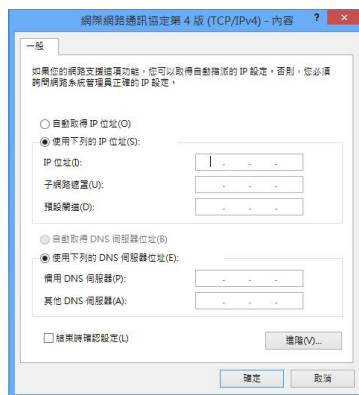 網際網路通訊協定第 4 版 (TCP/IPv4) - 內容
一般
如果您的網路支援這項功能，您可以取得自動指派的 IP 設定。否則，您必須
詢問網路系統管理員正確的 IP 設定。
自動取得 IP 位址(O)
使用下列的 IP 位址(S):
IP 位址(I):
子網路遮罩(U):
預設閘道(D):
自動取得 DNS 伺服器位址(B)
使用下列的 DNS 伺服器位址(E):
慣用 DNS 伺服器(P):
其他 DNS 伺服器(A):
結束時確認設定(L)
進階(V)...
確定 取消